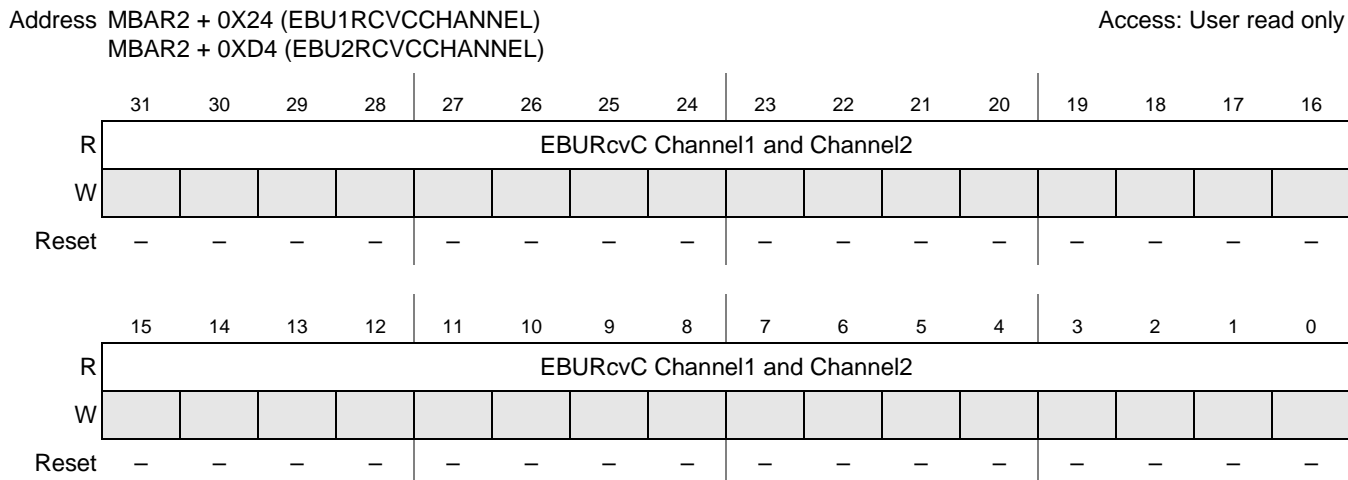 Address MBAR2 + 0X24 (EBU1RCVCCHANNEL) Access: User read only
MBAR2 + 0XD4 (EBU2RCVCCHANNEL)
31 30 29 28 27 26 25 24 23 22 21 20 19 18 17 16
R EBURcvC Channel1 and Channel2
W
Reset – – – – – – – – – – – – – – – –
15 14 13 12 11 10 9 8 7 6 5 4 3 2 1 0
R EBURcvC Channel1 and Channel2
W
Reset – – – – – – – – – – – – – – – –